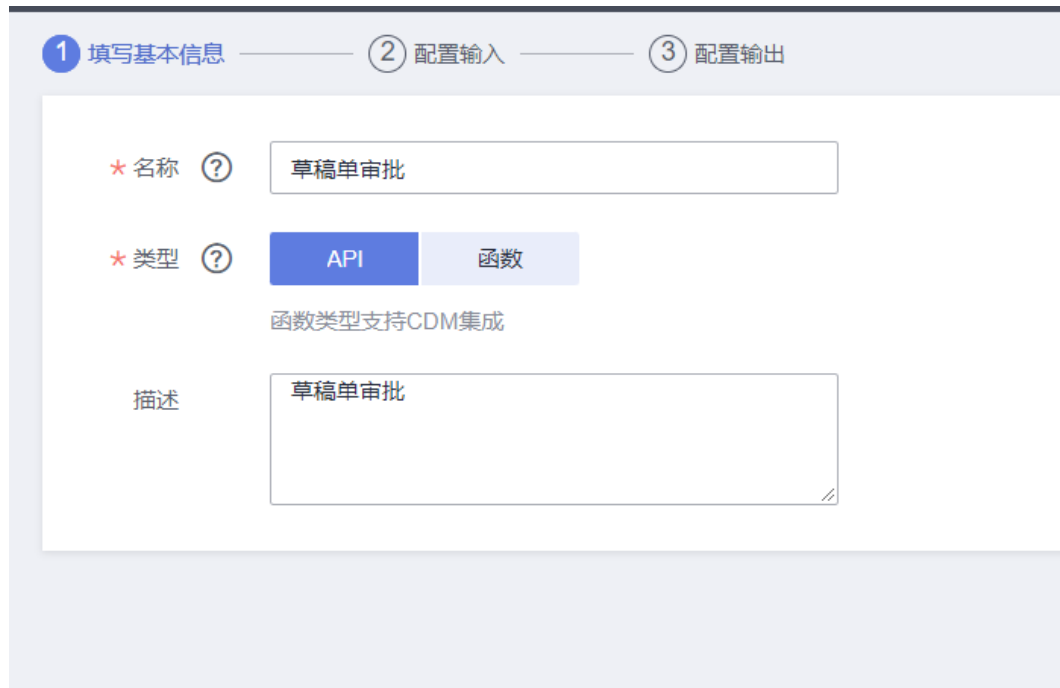 1 填写基本信息 2 配置输入 3 配置输出
* 名称 ? 草稿单审批
* 类型 ? API 函数
函数类型支持CDM集成
描述 草稿单审批